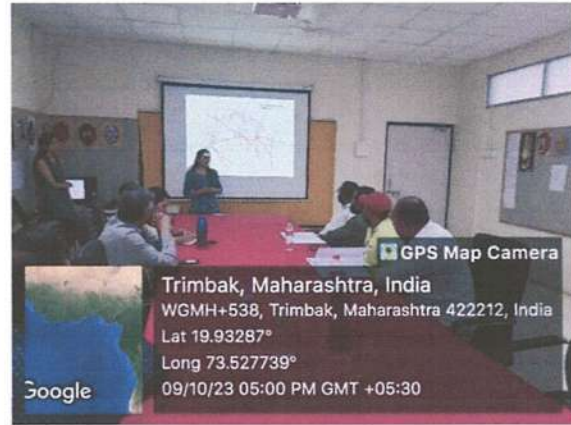 GPS Map Camera
Trimbak, Maharashtra, India
WGMH+538, Trimbak, Maharashtra 422212, India
Lat 19.93287°
Long 73.527739°
09/10/23 05:00 PM GMT +05:30
Google